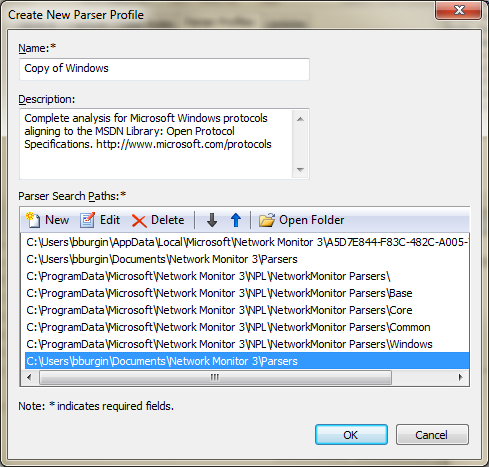 Create New Parser Profile
Name:*
Copy of Windows
Description:
Complete analysis for Microsoft Windows protocols
aligning to the MSDN Library: Open Protocol
Specifications. http://www.microsoft.com/protocols
Parser Search Paths:*
New Edit Delete Open Folder
C:\Users\bburgin\AppData\Local\Microsoft\Network Monitor 3\A5D7E844-F83C-482C-A005-
C:\Users\bburgin\Documents\Network Monitor 3\Parsers
C:\ProgramData\Microsoft\Network Monitor 3\NPL\NetworkMonitor Parsers\
C:\ProgramData\Microsoft\Network Monitor 3\NPL\NetworkMonitor Parsers\Base
C:\ProgramData\Microsoft\Network Monitor 3\NPL\NetworkMonitor Parsers\Core
C:\ProgramData\Microsoft\Network Monitor 3\NPL\NetworkMonitor Parsers\Common
C:\ProgramData\Microsoft\Network Monitor 3\NPL\NetworkMonitor Parsers\Windows
C:\Users\bburgin\Documents\Network Monitor 3\Parsers
Note: * indicates required fields.
OK Cancel